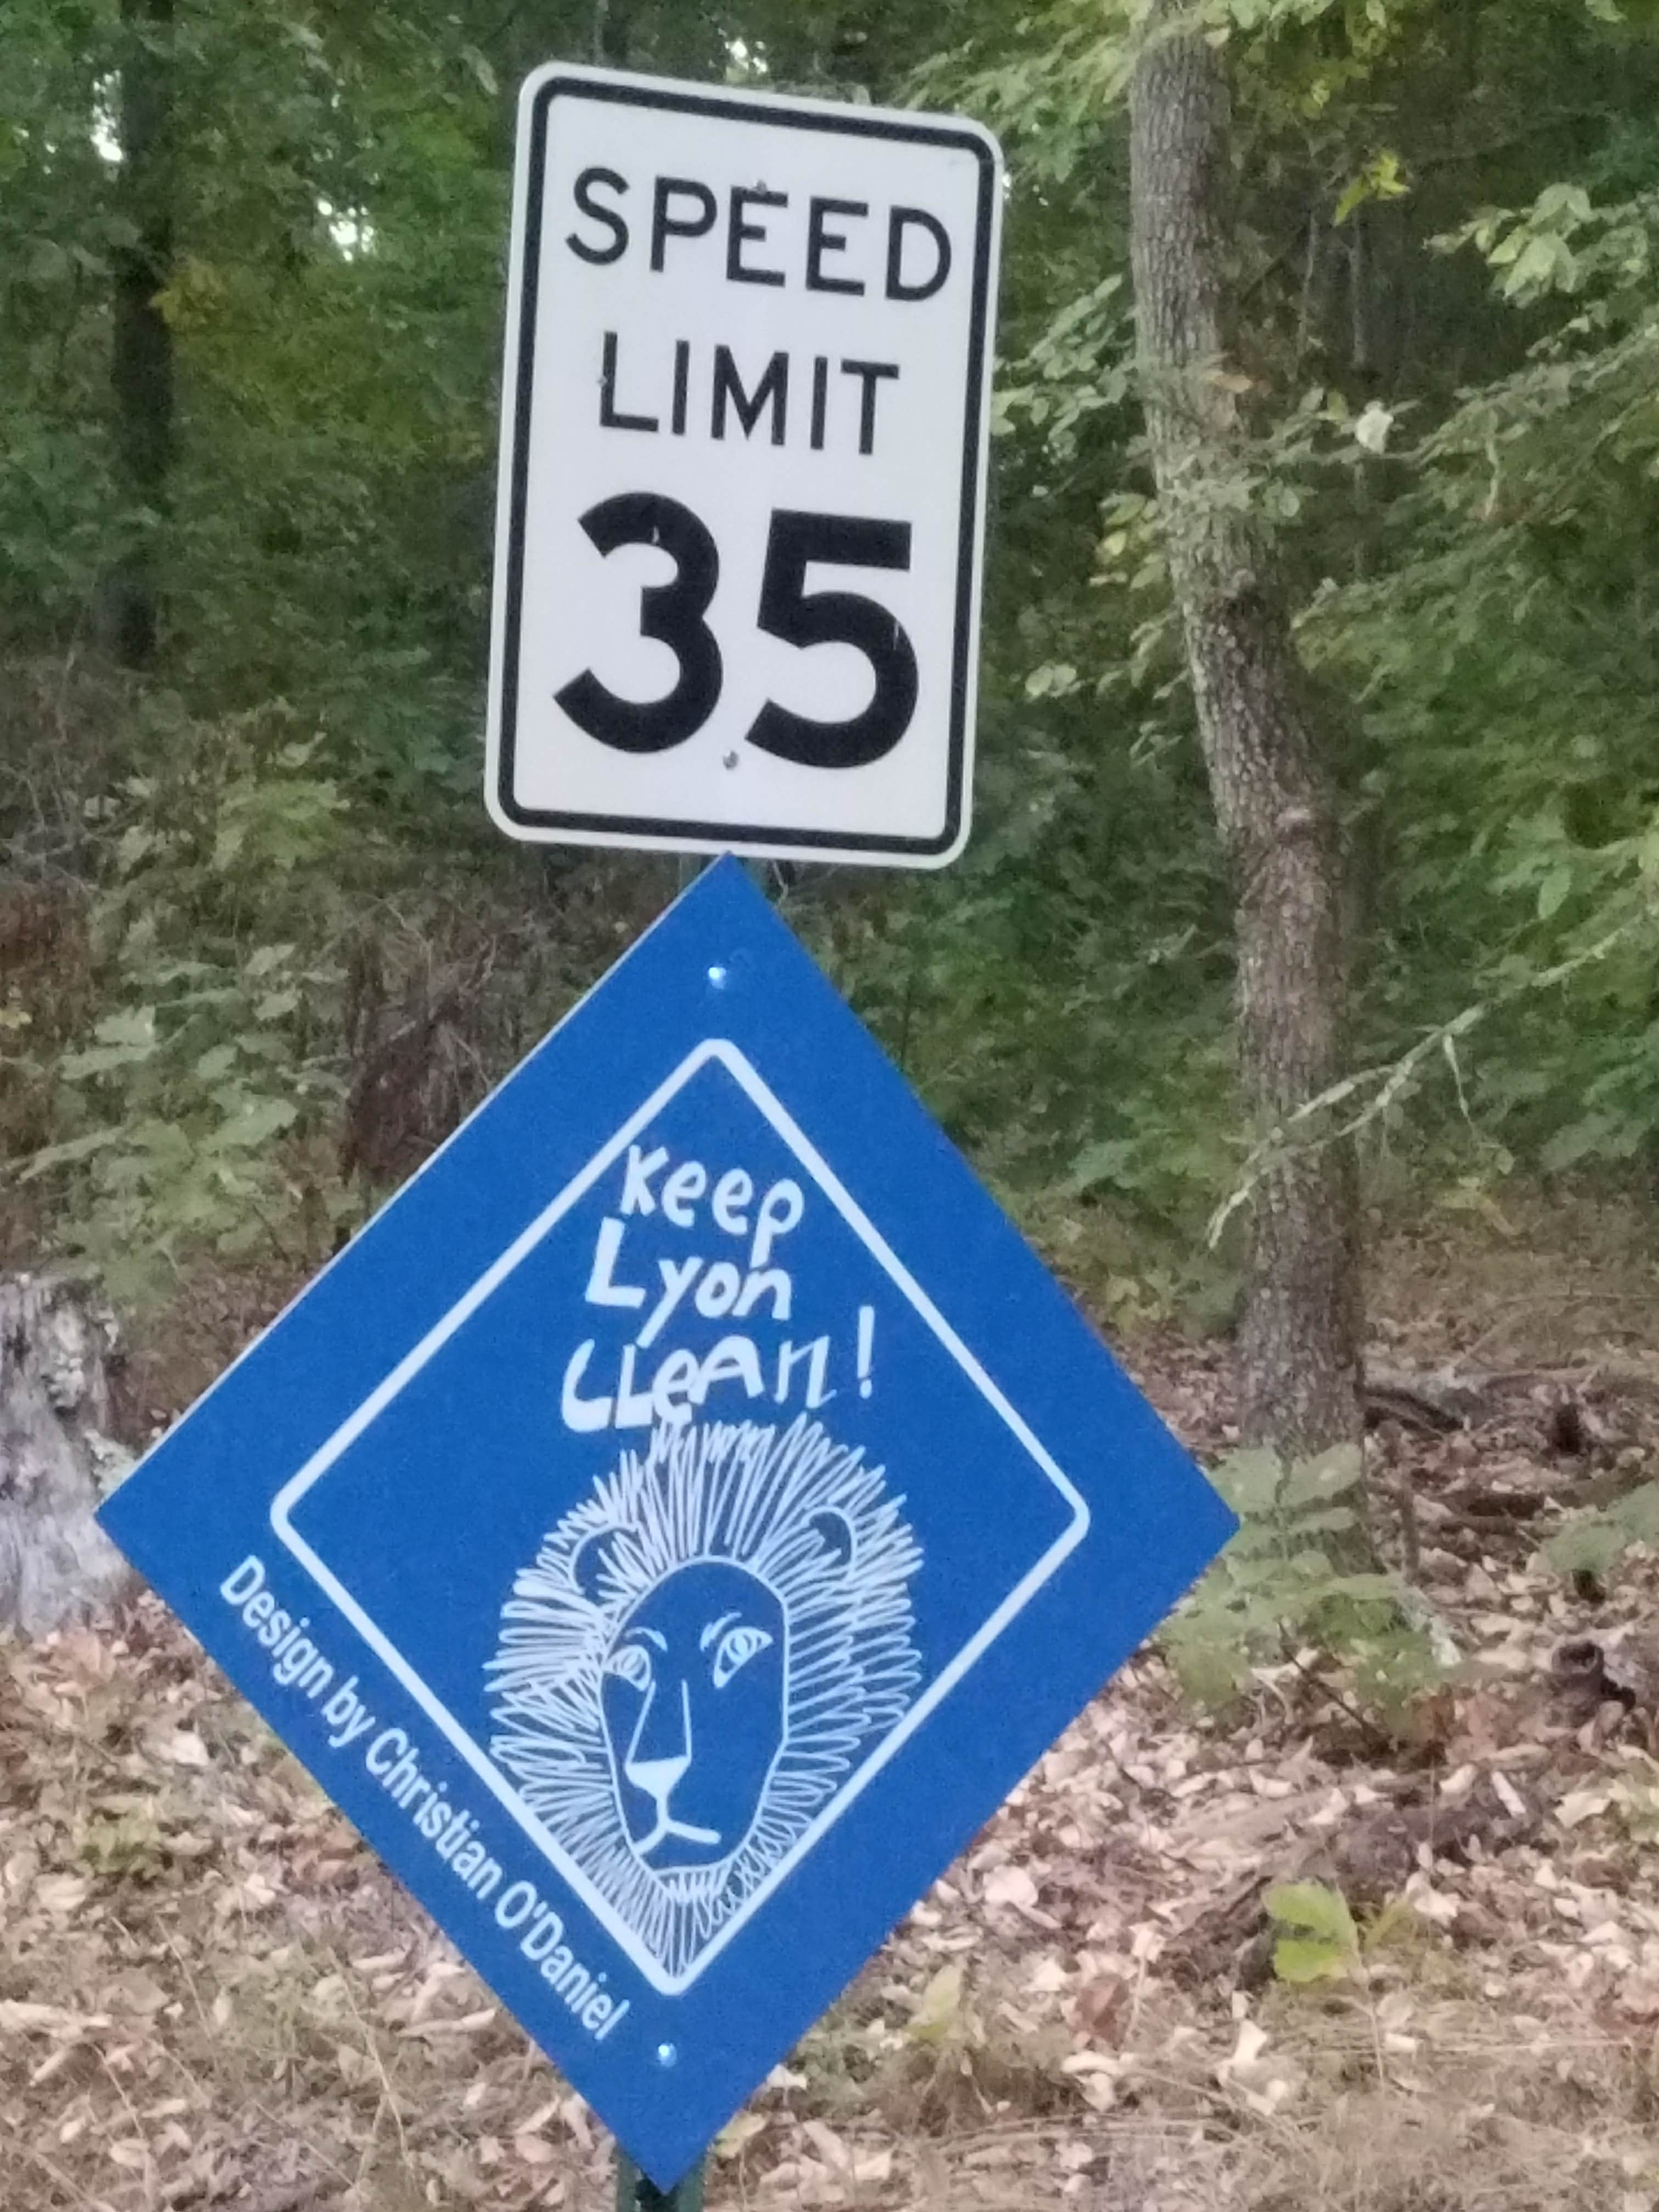 SPEED
LIMIT
35
Keep
Lyon
CLeAn!
Design by Christian O'Daniel